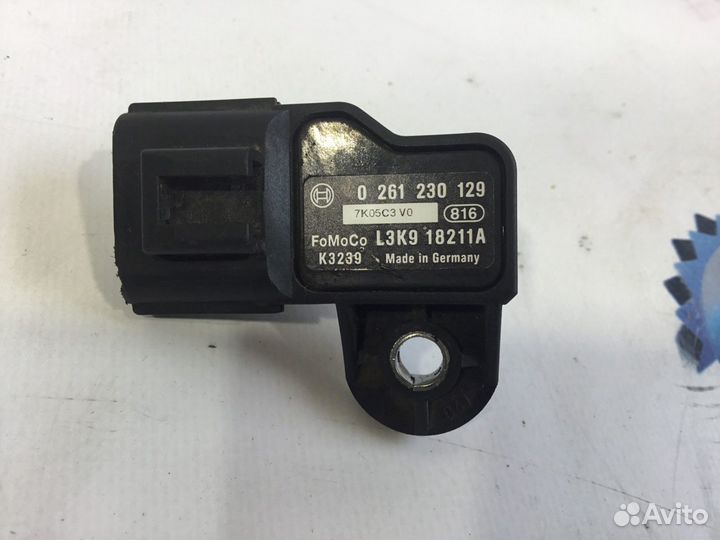 0 261 230 129
7K05C3 V0 816
FoMoCo L3K9 18211A
K3239 Made in Germany
Avito